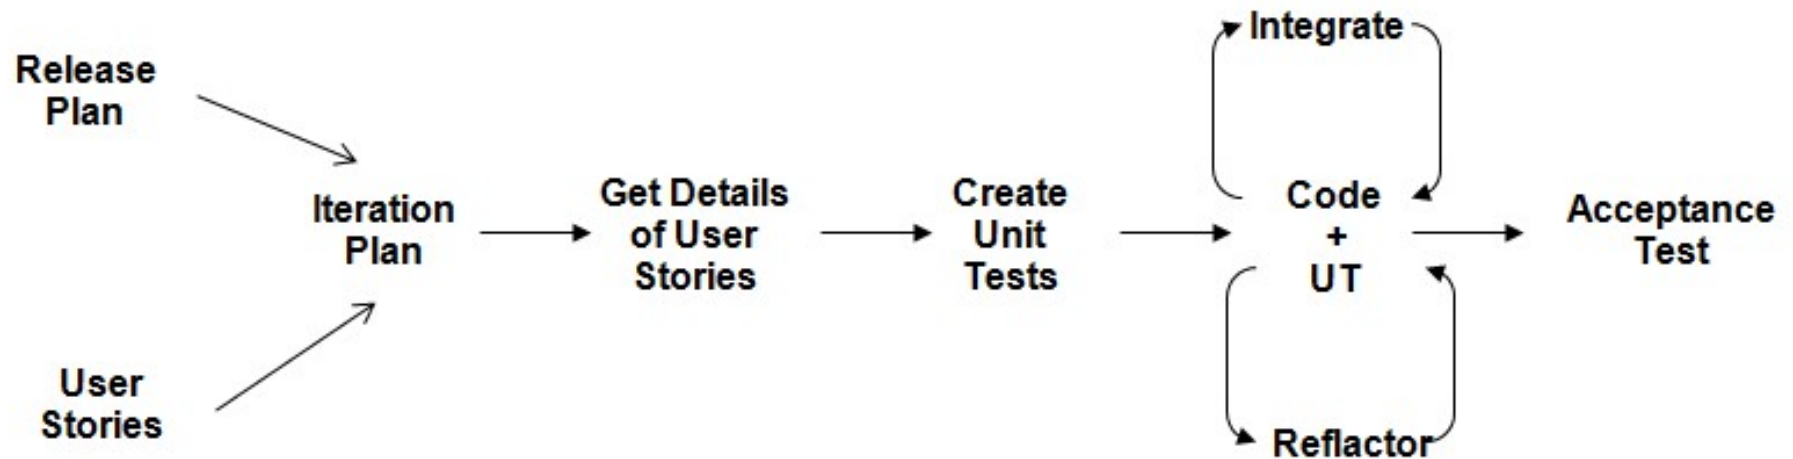 Release
Plan
User
Stories
Iteration
Plan
Get Details
of User
Stories
Create
Unit
Tests
Integrate
Code
+
UT
Reflactor
Acceptance
Test